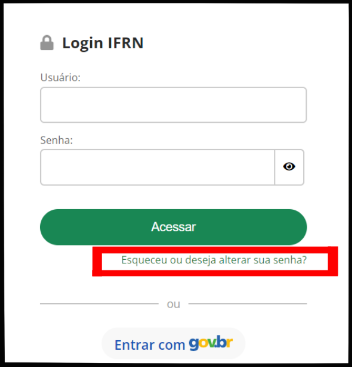 Login IFRN
Usuário:
Senha:
Acessar
Esqueceu ou deseja alterar sua senha?
ou
Entrar com gov.br